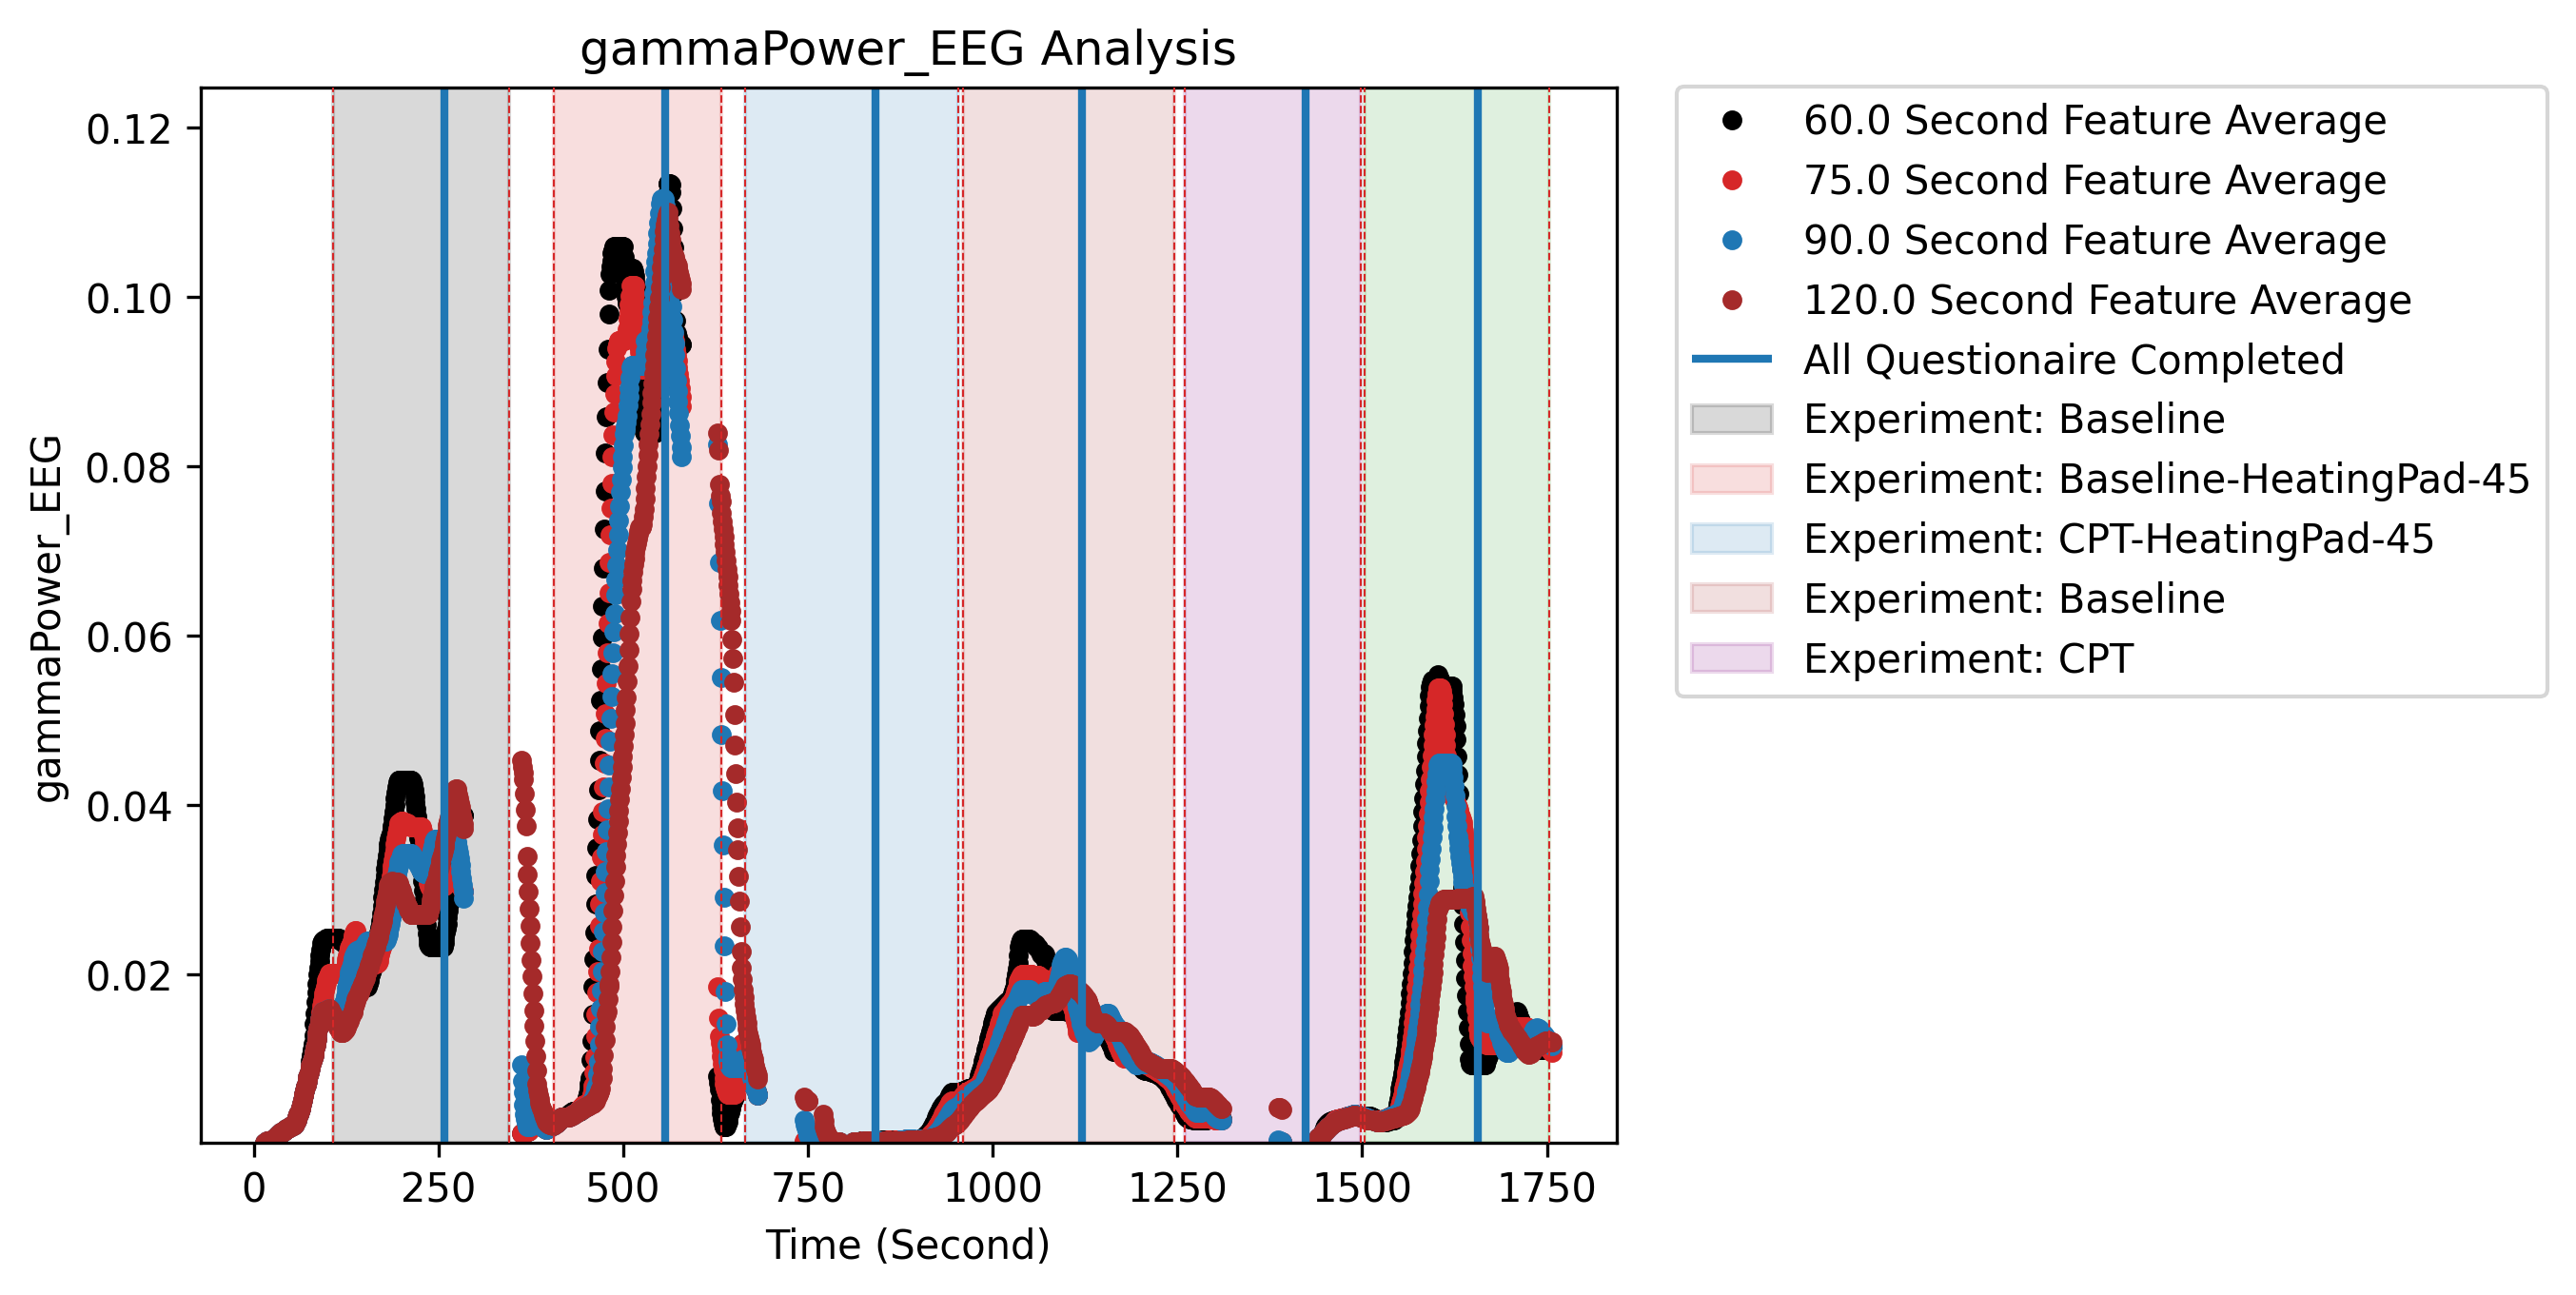 gammaPower_EEG Analysis
gammaPower_EEG
0.12
0.10
0.08
0.06
0.04
0.02
0 250 500 750 1000 1250 1500 1750
Time (Second)
60.0 Second Feature Average
75.0 Second Feature Average
90.0 Second Feature Average
120.0 Second Feature Average
All Questionaire Completed
Experiment: Baseline
Experiment: Baseline-HeatingPad-45
Experiment: CPT-HeatingPad-45
Experiment: Baseline
Experiment: CPT